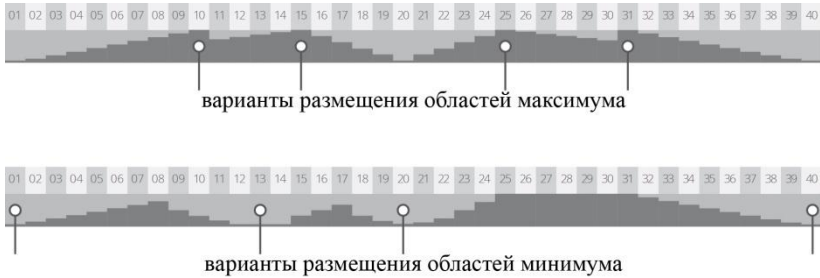 01 02 03 04 05 06 07 08 09 10 11 12 13 14 15 16 17 18 19 20 21 22 23 24 25 26 27 28 29 30 31 32 33 34 35 36 37 38 39 40
варианты размещения областей максимума
01 02 03 04 05 06 07 08 09 10 11 12 13 14 15 16 17 18 19 20 21 22 23 24 25 26 27 28 29 30 31 32 33 34 35 36 37 38 39 40
варианты размещения областей минимума